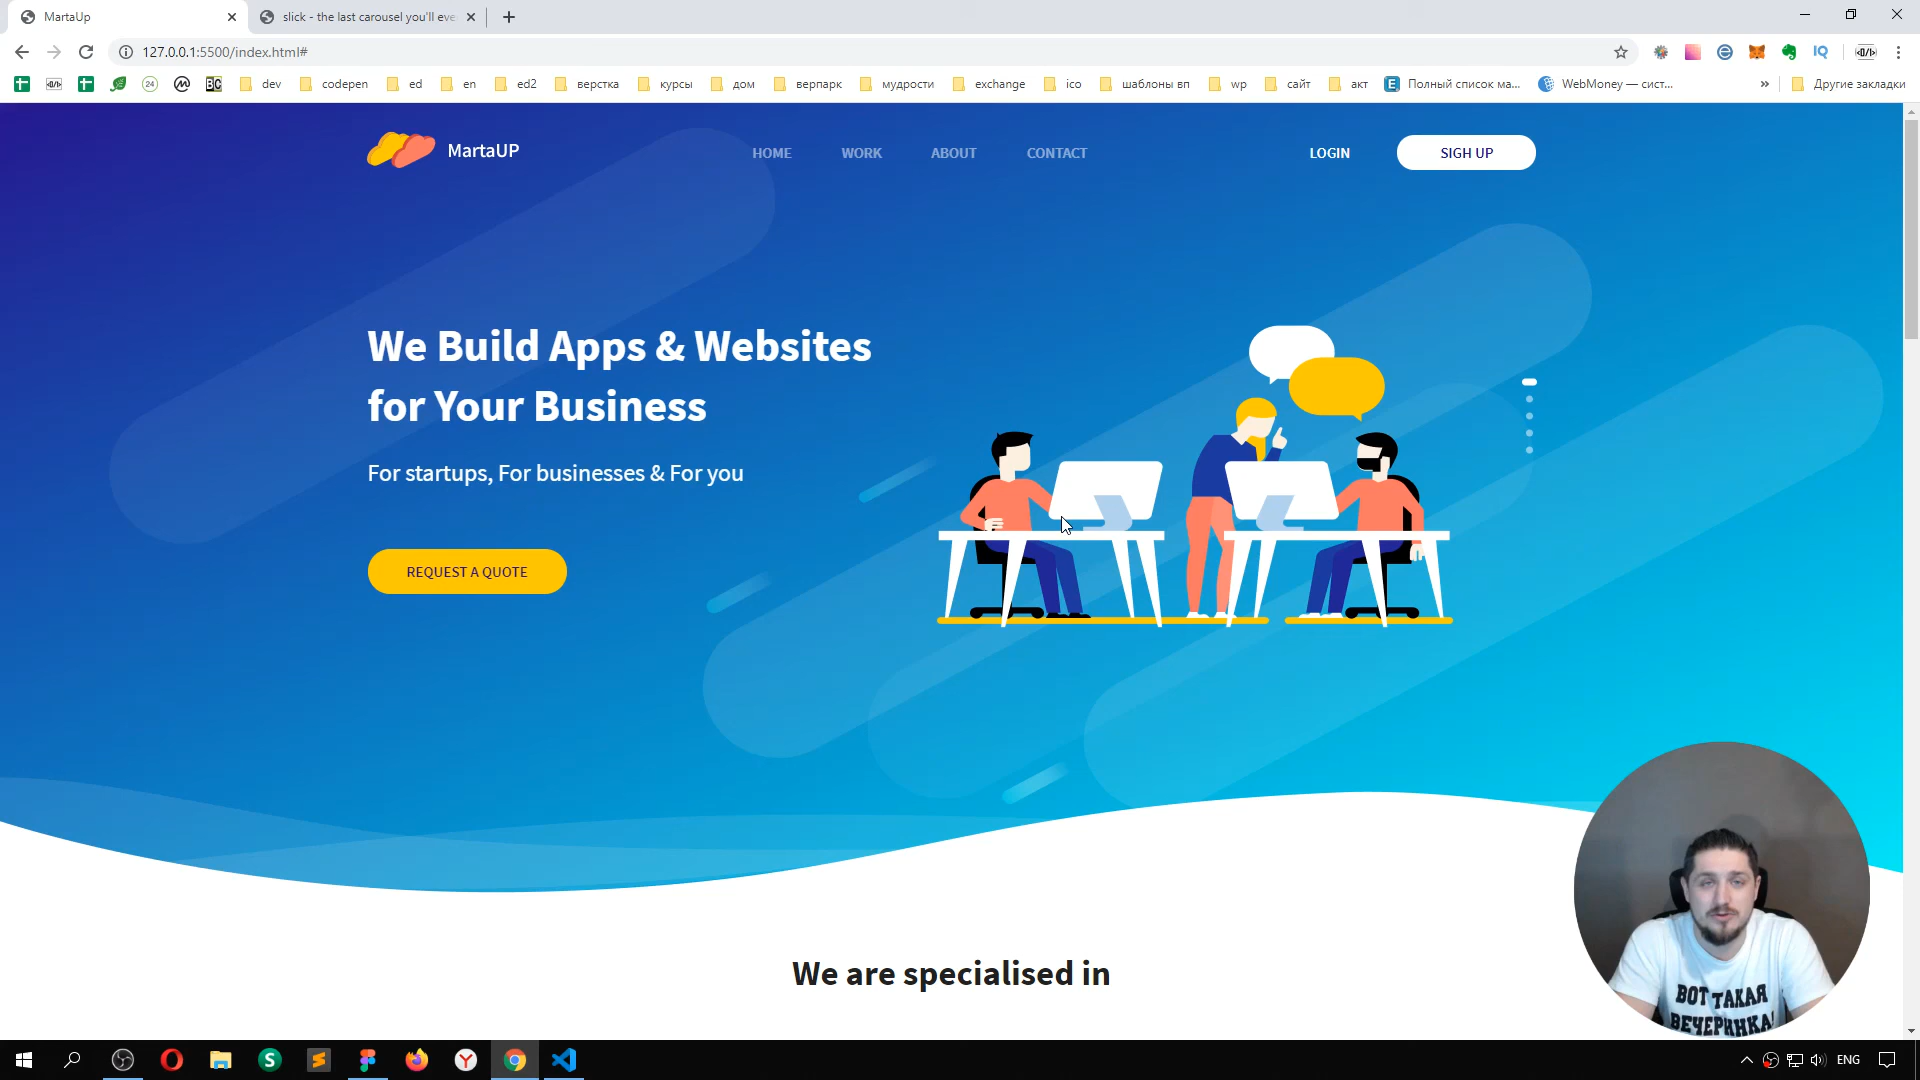 MartaUp
slick - the last carousel you'll eve
127.0.0.1:5500/index.html#
IQ
24
BC
dev
codepen
ed
en
ed2
верстка
курсы
дом
верпарк
мудрости
exchange
ico
шаблоны вп
wp
сайт
акт
Полный список ма...
WebMoney — сист...
»
Другие закладки
MartaUP
HOME
WORK
ABOUT
CONTACT
LOGIN
SIGH UP
We Build Apps & Websites
for Your Business
For startups, For businesses & For you
REQUEST A QUOTE
We are specialised in
ВОТ ТАКАЯ
ВЕЧЕРИНКА!
ENG